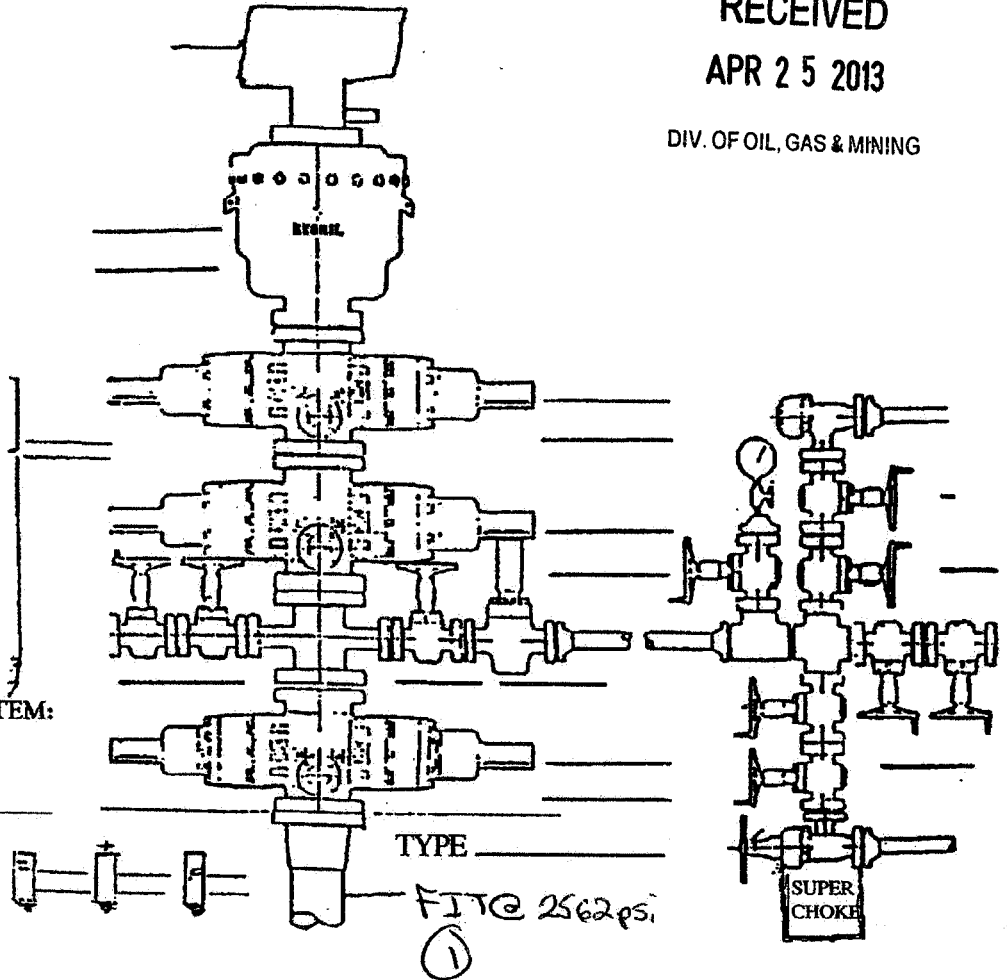 RECEIVED
APR 2 5 2013
DIV. OF OIL, GAS & MINING
TEM:
TYPE
FIT@ 2562psi
1
SUPER
CHOKE